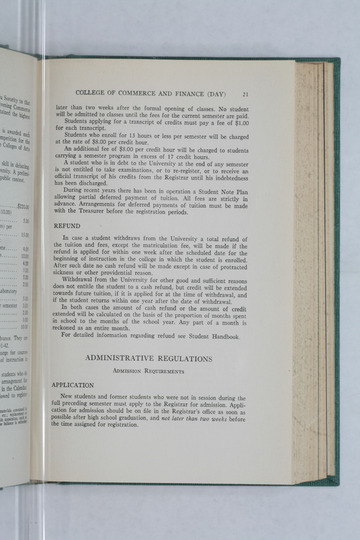 COLLEGE OF COMMERCE AND FINANCE (DAY) 21
later than two weeks after the formal opening of classes. No student
will be admitted to classes until the fees for the current semester are paid.
Students applying for a transcript of credits must pay a fee of $1.00
for each transcript.
Students who enroll for 13 hours or less per semester will be charged
at the rate of $8.00 per credit hour.
An additional fee of $8.00 per credit hour will be charged to students
carrying a semester program in excess of 17 credit hours.
A student who is in debt to the University at the end of any semester
is not entitled to take examinations, or to re-register, or to receive an
official transcript of his credits from the Registrar until his indebtedness
has been discharged.
During recent years there has been in operation a Student Note Plan
allowing partial deferred payment of tuition. All fees are strictly in
advance. Arrangements for deferred payments of tuition must be made
with the Treasurer before the registration periods.
REFUND
In case a student withdraws from the University a total refund of
the tuition and fees, except the matriculation fee, will be made if the
refund is applied for within one week after the scheduled date for the
beginning of instruction in the college in which the student is enrolled.
After such date no cash refund will be made except in case of protracted
sickness or other providential reason.
Withdrawal from the University for other good and sufficient reasons
does not entitle the student to a cash refund, but credit will be extended
towards future tuition, if it is applied for at the time of withdrawal, and
if the student returns within one year after the date of withdrawal.
In both cases the amount of cash refund or the amount of credit
extended will be calculated on the basis of the proportion of months spent
in school to the months of the school year. Any part of a month is
reckoned as an entire month.
For detailed information regarding refund see Student Handbook.
ADMINISTRATIVE REGULATIONS
ADMISSION REQUIREMENTS
APPLICATION
New students and former students who were not in session during the
full preceding semester must apply to the Registrar for admission. Appli-
cation for admission should be on file in the Registrar's office as soon as
possible after high school graduation, and not later than two weeks before
the time assigned for registration.